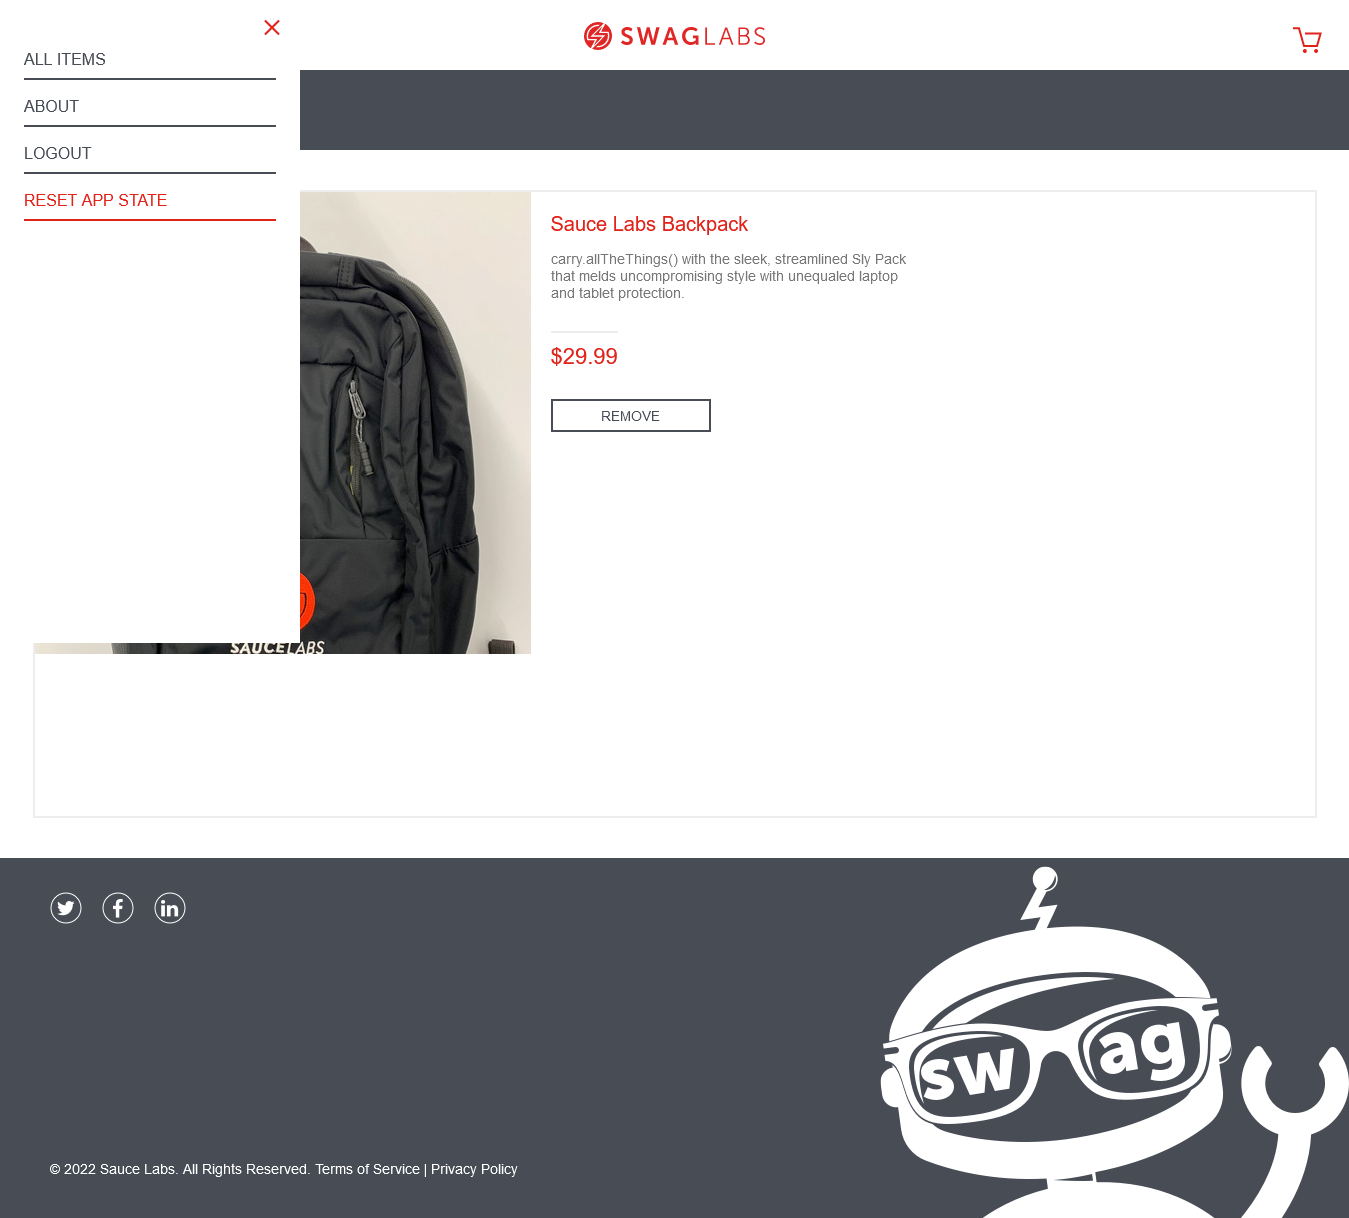 SWAGLABS
ALL ITEMS
ABOUT
LOGOUT
RESET APP STATE
Sauce Labs Backpack
carry.allTheThings() with the sleek, streamlined Sly Pack
that melds uncompromising style with unequaled laptop
and tablet protection.
$29.99
REMOVE
SAUCELABS
swag
© 2022 Sauce Labs. All Rights Reserved. Terms of Service | Privacy Policy